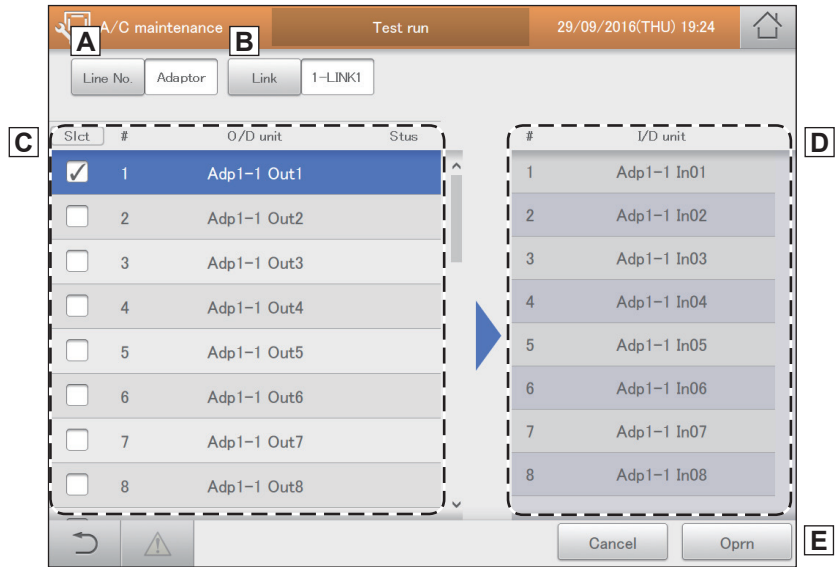 A/C maintenance Test run 29/09/2016(THU) 19:24
A B
Line No. Adaptor Link 1-LINK1
C D
Slct # O/D unit Stus # I/D unit
1 Adp1-1 Out1 1 Adp1-1 In01
2 Adp1-1 Out2 2 Adp1-1 In02
3 Adp1-1 Out3 3 Adp1-1 In03
4 Adp1-1 Out4 4 Adp1-1 In04
5 Adp1-1 Out5 5 Adp1-1 In05
6 Adp1-1 Out6 6 Adp1-1 In06
7 Adp1-1 Out7 7 Adp1-1 In07
8 Adp1-1 Out8 8 Adp1-1 In08
Cancel Oprn E